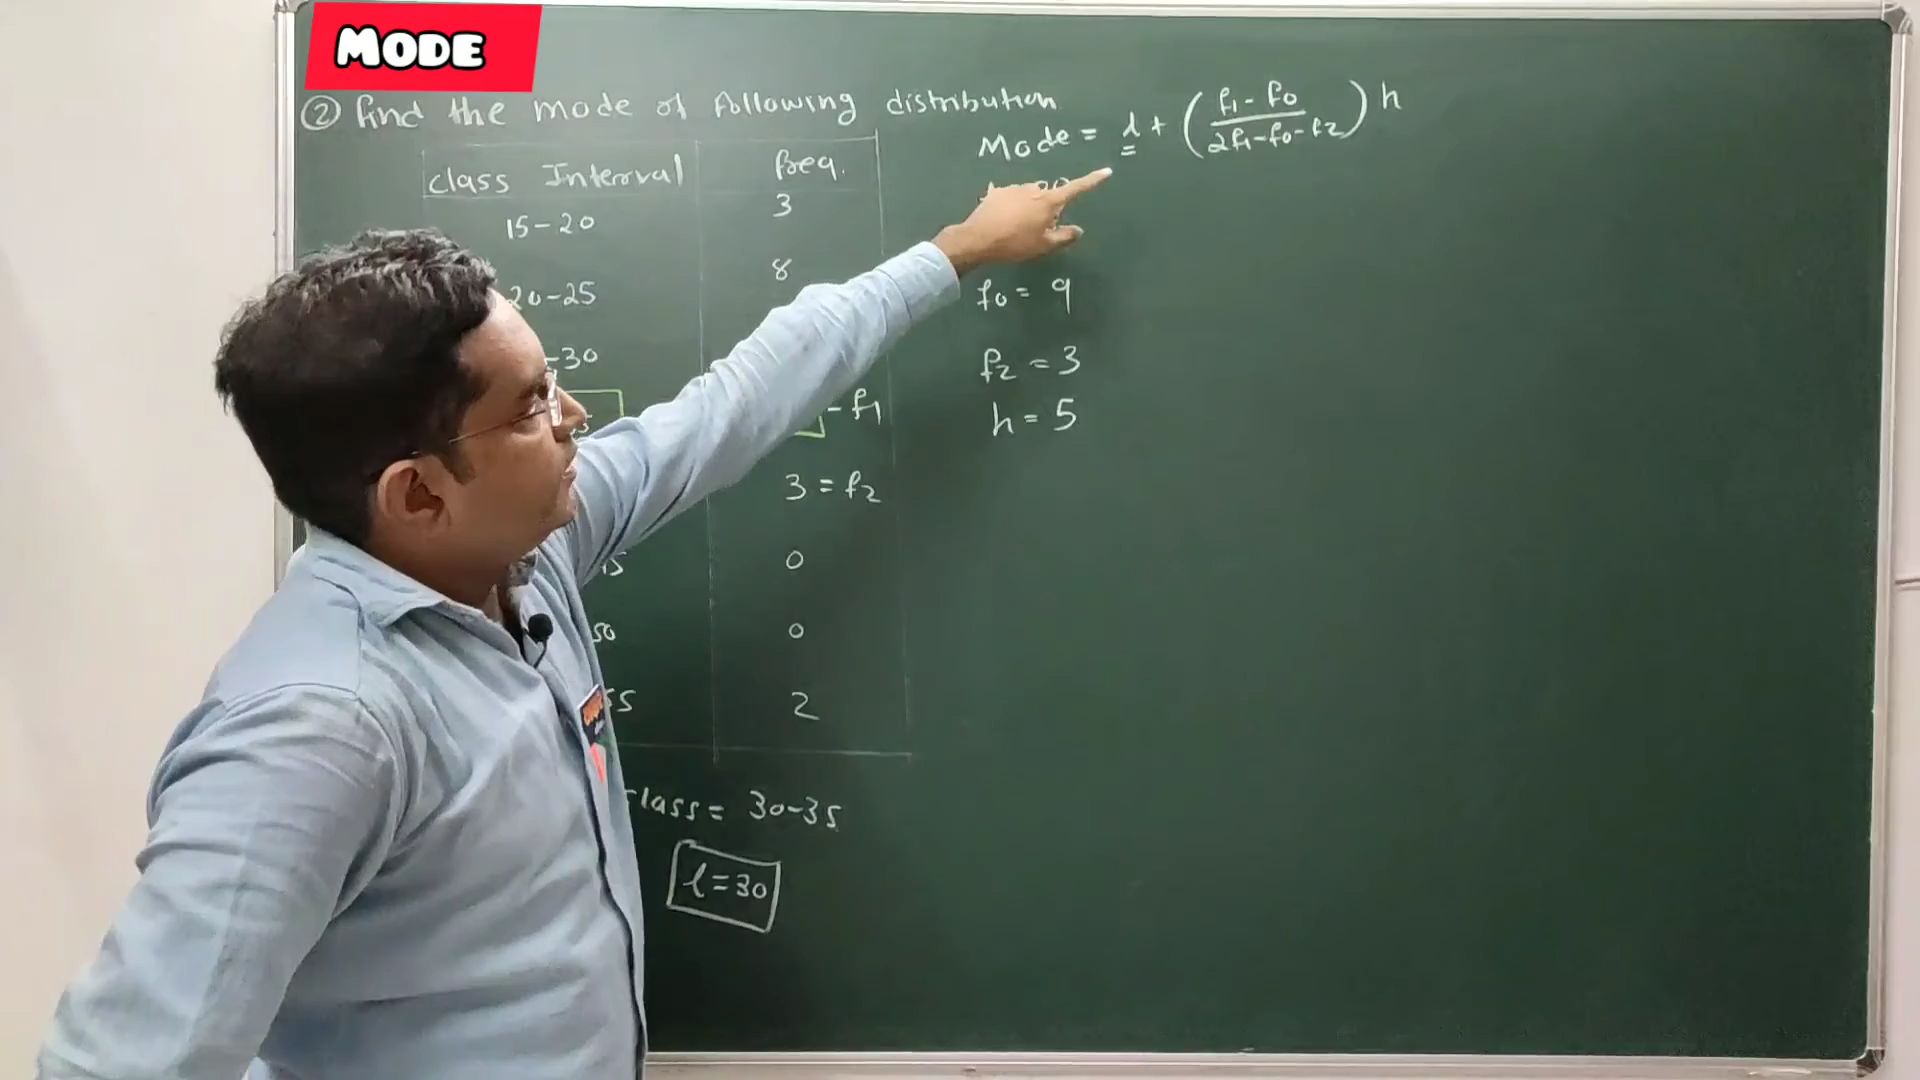 MODE
② find the mode of following distribution
class Interval freq.
15-20 3
20-25 8
-30
- f1
3 = f2
0
50 0
55 2
class = 30-35
l=30
Mode = l + (f1 - f0 / 2f1 - f0 - f2) h
f0 = 9
f2 = 3
h = 5